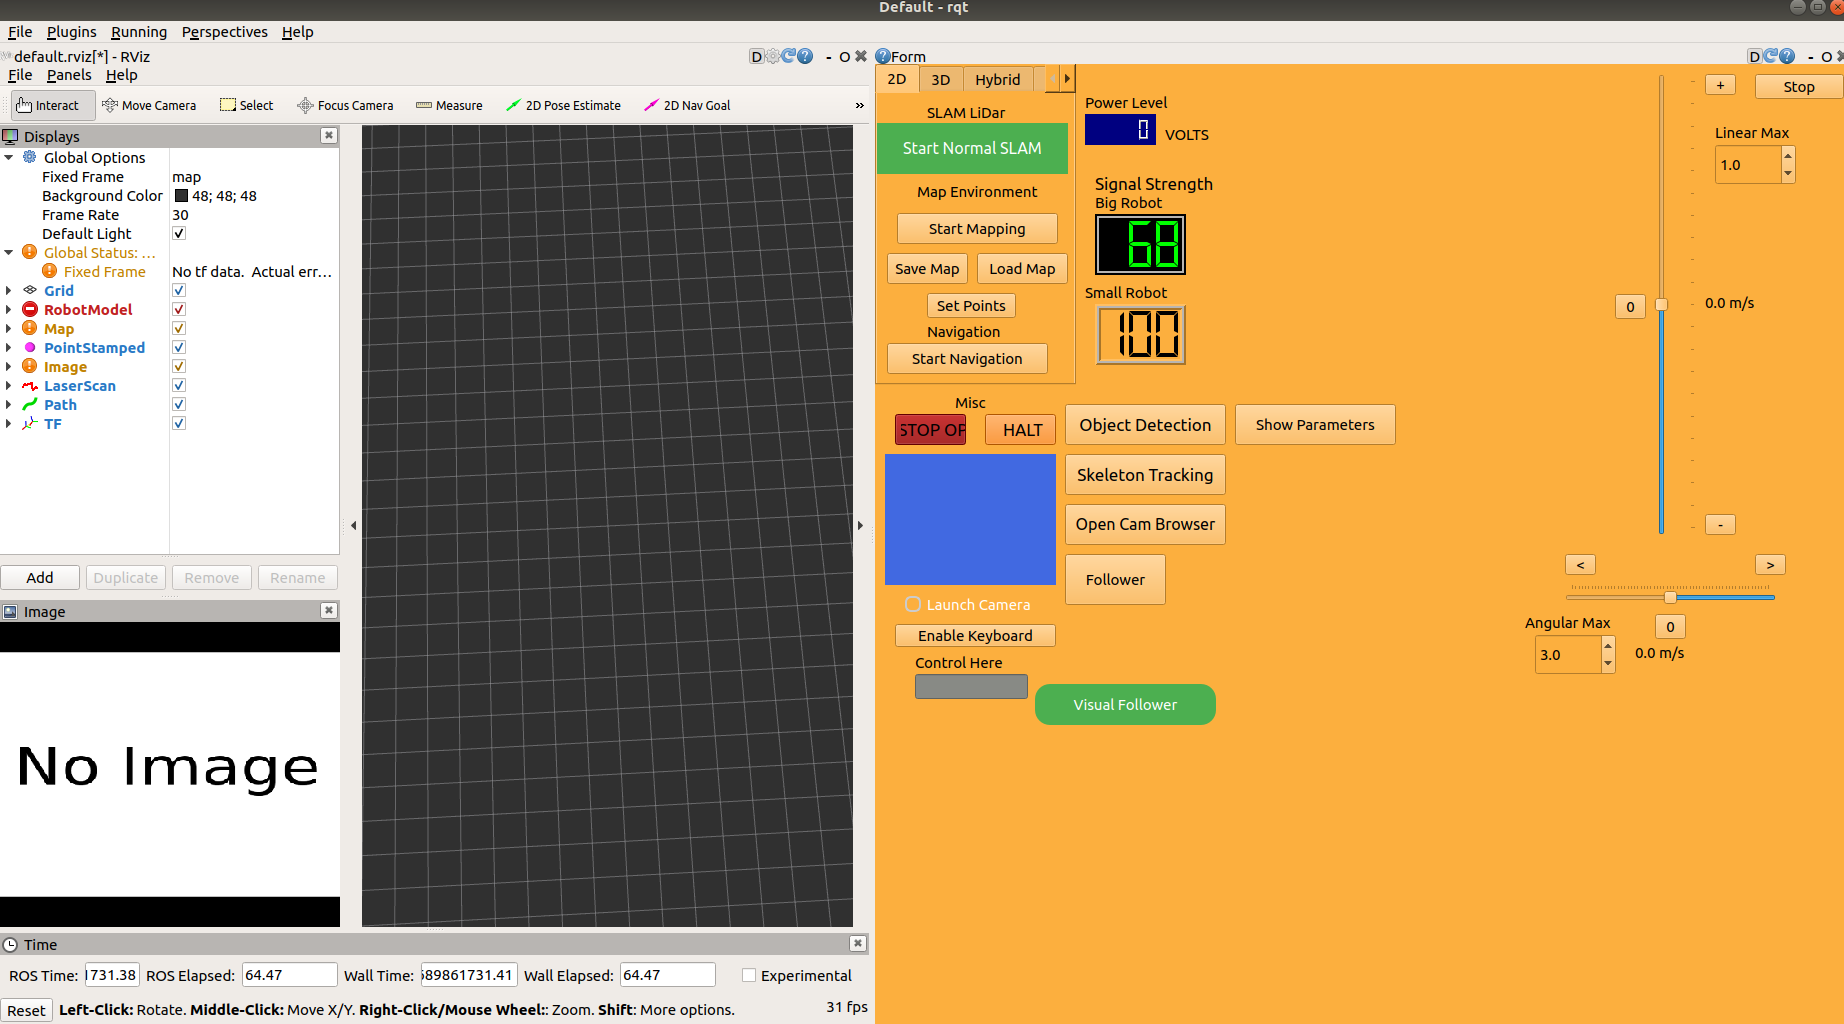 Default - rqt
File Plugins Running Perspectives Help
default.rviz[*] - RViz
D - O
File Panels Help
Interact Move Camera Select Focus Camera Measure 2D Pose Estimate 2D Nav Goal »
Displays
Global Options
Fixed Frame map
Background Color 48; 48; 48
Frame Rate 30
Default Light ✓
Global Status: ...
Fixed Frame No tf data. Actual err...
Grid ✓
RobotModel ✓
Map ✓
PointStamped ✓
Image ✓
LaserScan ✓
Path ✓
TF ✓
Add Duplicate Remove Rename
Image
No Image
Time
ROS Time: 1731.38 ROS Elapsed: 64.47 Wall Time: 589861731.41 Wall Elapsed: 64.47 Experimental
Reset Left-Click: Rotate. Middle-Click: Move X/Y. Right-Click/Mouse Wheel:: Zoom. Shift: More options. 31 fps
Form
D - O
2D 3D Hybrid
SLAM LiDar
Start Normal SLAM
Map Environment
Start Mapping
Save Map Load Map
Set Points
Navigation
Start Navigation
Power Level
0 VOLTS
Signal Strength
Big Robot
68
Small Robot
100
Misc
STOP OP HALT
Object Detection Show Parameters
Skeleton Tracking
Open Cam Browser
Follower
Launch Camera
Enable Keyboard
Control Here
Visual Follower
+ Stop
Linear Max
1.0
0 0.0 m/s
-
< >
Angular Max 0
3.0 0.0 m/s